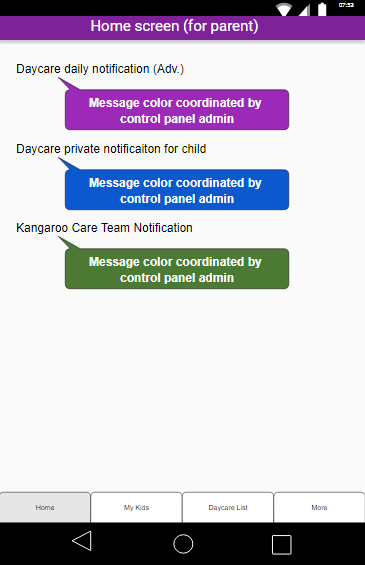 07:53
Home screen (for parent)
Daycare daily notification (Adv.)
Message color coordinated by
control panel admin
Daycare private notificaiton for child
Message color coordinated by
control panel admin
Kangaroo Care Team Notification
Message color coordinated by
control panel admin
Home My Kids Daycare List More